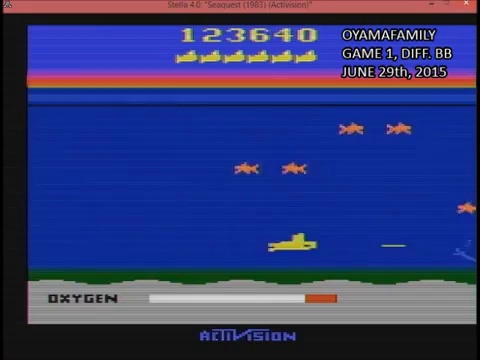 Stella 4.0: "Seaquest (1983) (Activision)"
123640
OYAMAFAMILY
GAME 1, DIFF. BB
JUNE 29th, 2015
OXYGEN
ACTIVISION